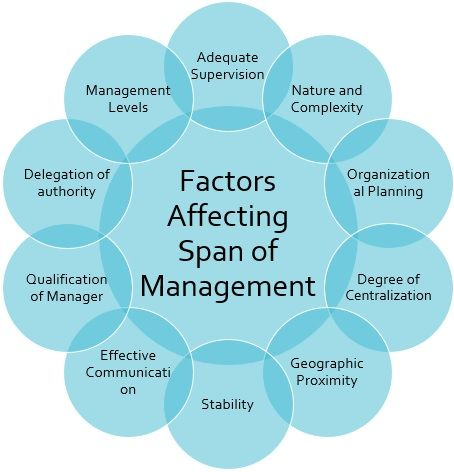 Factors
Affecting
Span of
Management
Adequate
Supervision
Nature and
Complexity
Organization
al Planning
Degree of
Centralization
Geographic
Proximity
Stability
Effective
Communicati
on
Qualification
of Manager
Delegation of
authority
Management
Levels